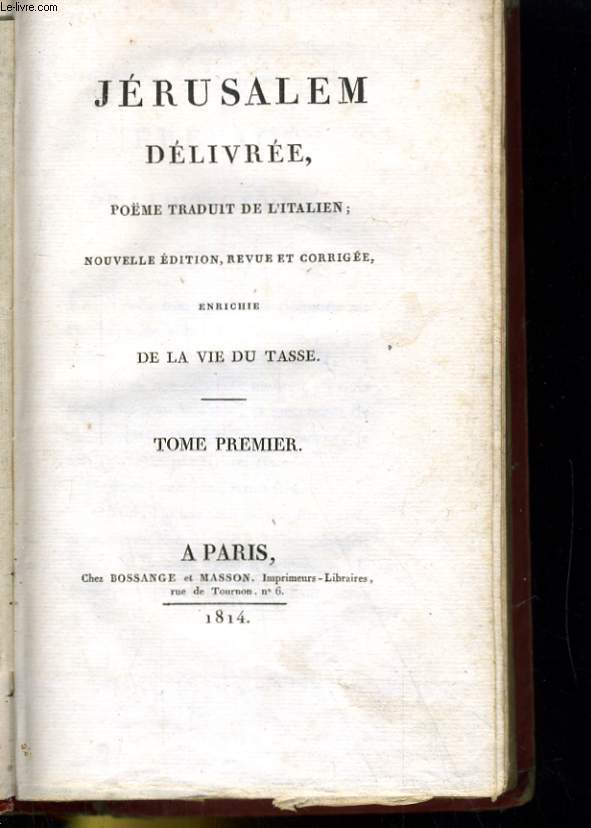 Le-livre.com
JÉRUSALEM
DÉLIVRÉE,
POËME TRADUIT DE L'ITALIEN;
NOUVELLE ÉDITION, REVUE ET CORRIGÉE,
ENRICHIE
DE LA VIE DU TASSE.
TOME PREMIER.
A PARIS,
Chez BOSSANGE et MASSON, Imprimeurs-Libraires,
rue de Tournon, n° 6.
1814.